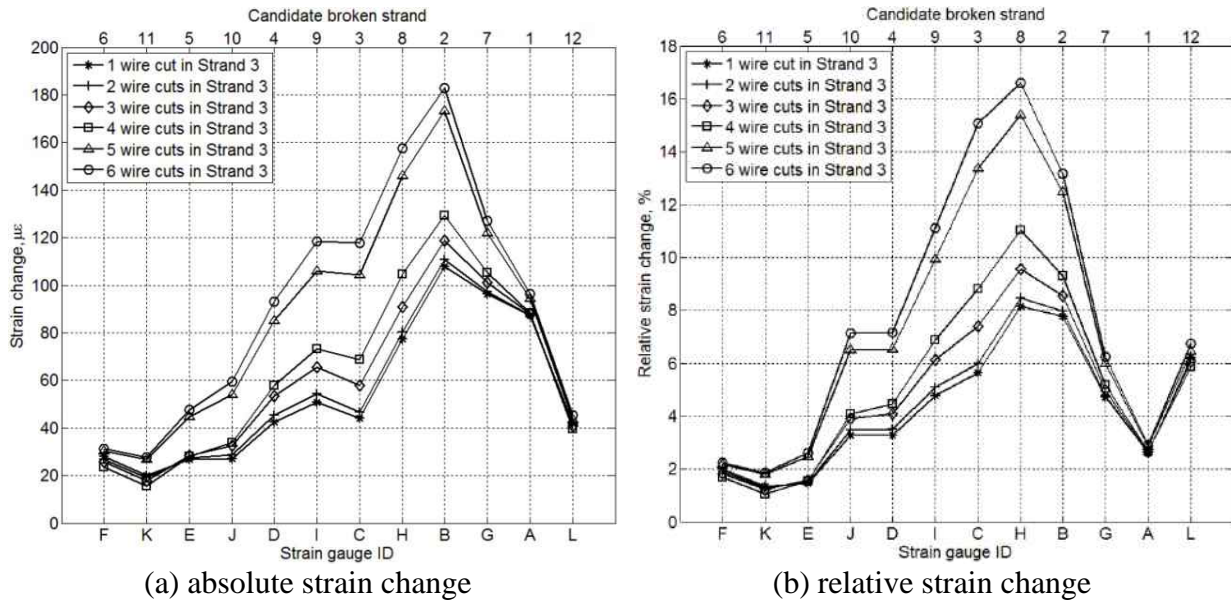 Candidate broken strand
6 11 5 10 4 9 3 8 2 7 1 12
200
180
160
140
120
100
80
60
40
20
0
Strain change,με
1 wire cut in Strand 3
2 wire cuts in Strand 3
3 wire cuts in Strand 3
4 wire cuts in Strand 3
5 wire cuts in Strand 3
6 wire cuts in Strand 3
F K E J D I C H B G A L
Strain gauge ID
(a) absolute strain change
Candidate broken strand
6 11 5 10 4 9 3 8 2 7 1 12
18
16
14
12
10
8
6
4
2
0
Relative strain change, %
1 wire cut in Strand 3
2 wire cuts in Strand 3
3 wire cuts in Strand 3
4 wire cuts in Strand 3
5 wire cuts in Strand 3
6 wire cuts in Strand 3
F K E J D I C H B G A L
Strain gauge ID
(b) relative strain change